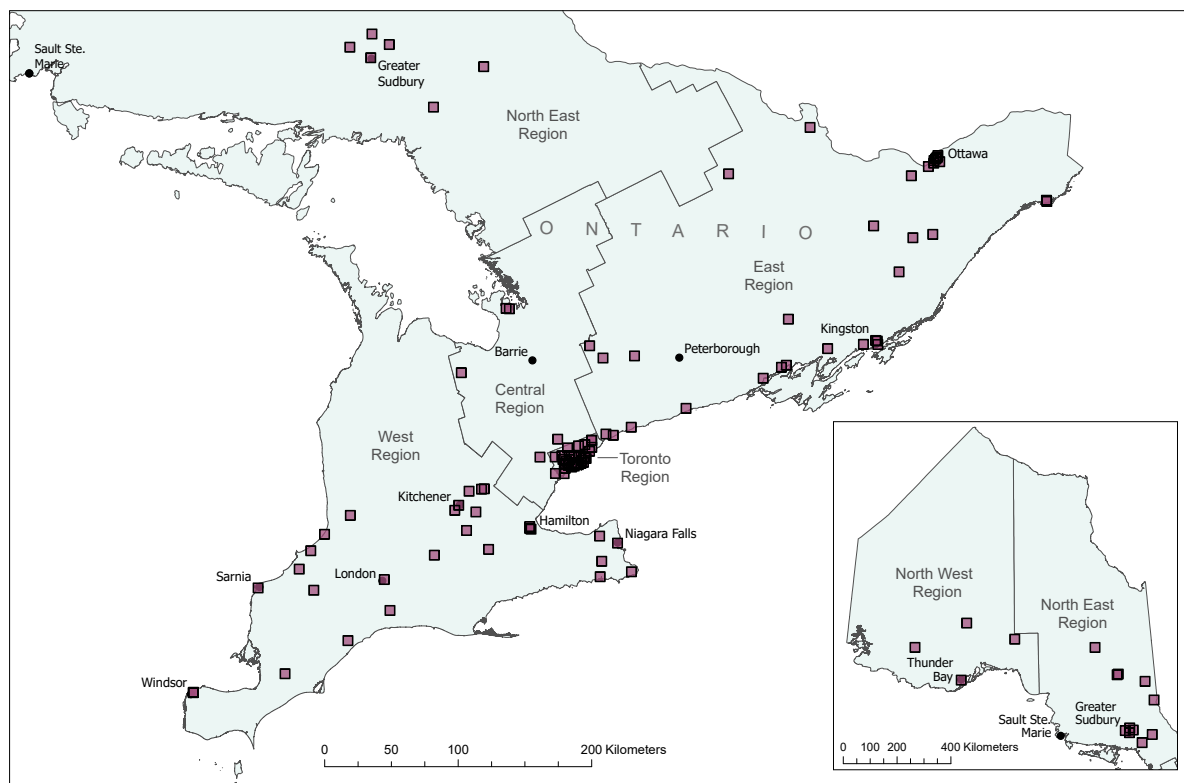 Sault Ste.
Marie
Greater
Sudbury
North East
Region
Ottawa
O N T A R I O
East
Region
Kingston
Barrie
Peterborough
Central
Region
West
Region
Toronto
Region
Kitchener
Hamilton
Niagara Falls
Sarnia
London
Windsor
0 50 100 200 Kilometers
North West
Region
North East
Region
Thunder
Bay
Greater
Sudbury
Sault Ste.
Marie
0 100 200 400 Kilometers